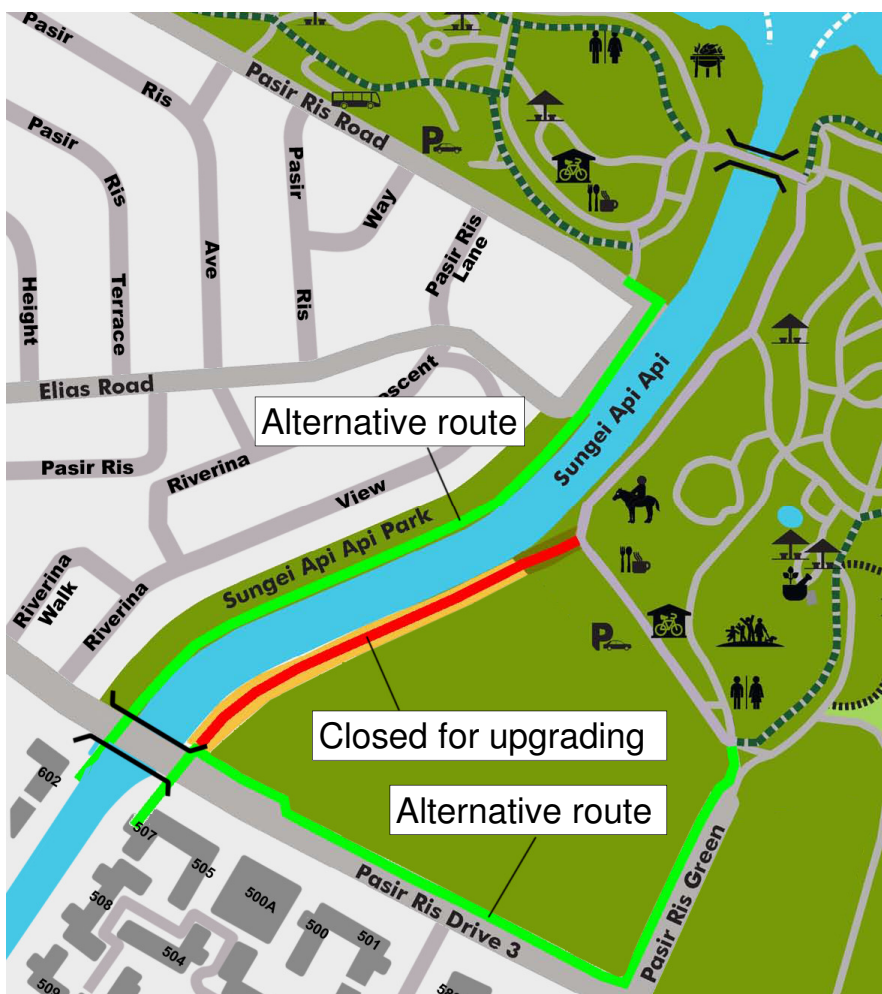 Pasir
Ris
Pasir Ris Road
P
Pasir
Ris
Pasir
Way
Pasir Ris
Lane
Ave
Ris
Height
Terrace
Elias Road
escent
Alternative route
Sungei Api Api
Pasir Ris
Riverina
View
Sungei Api Api Park
Riverina
Walk
Riverina
P
Closed for upgrading
602
Alternative route
507
505
500A
Pasir Ris Drive 3
Pasir Ris Green
508
504
500
501
509